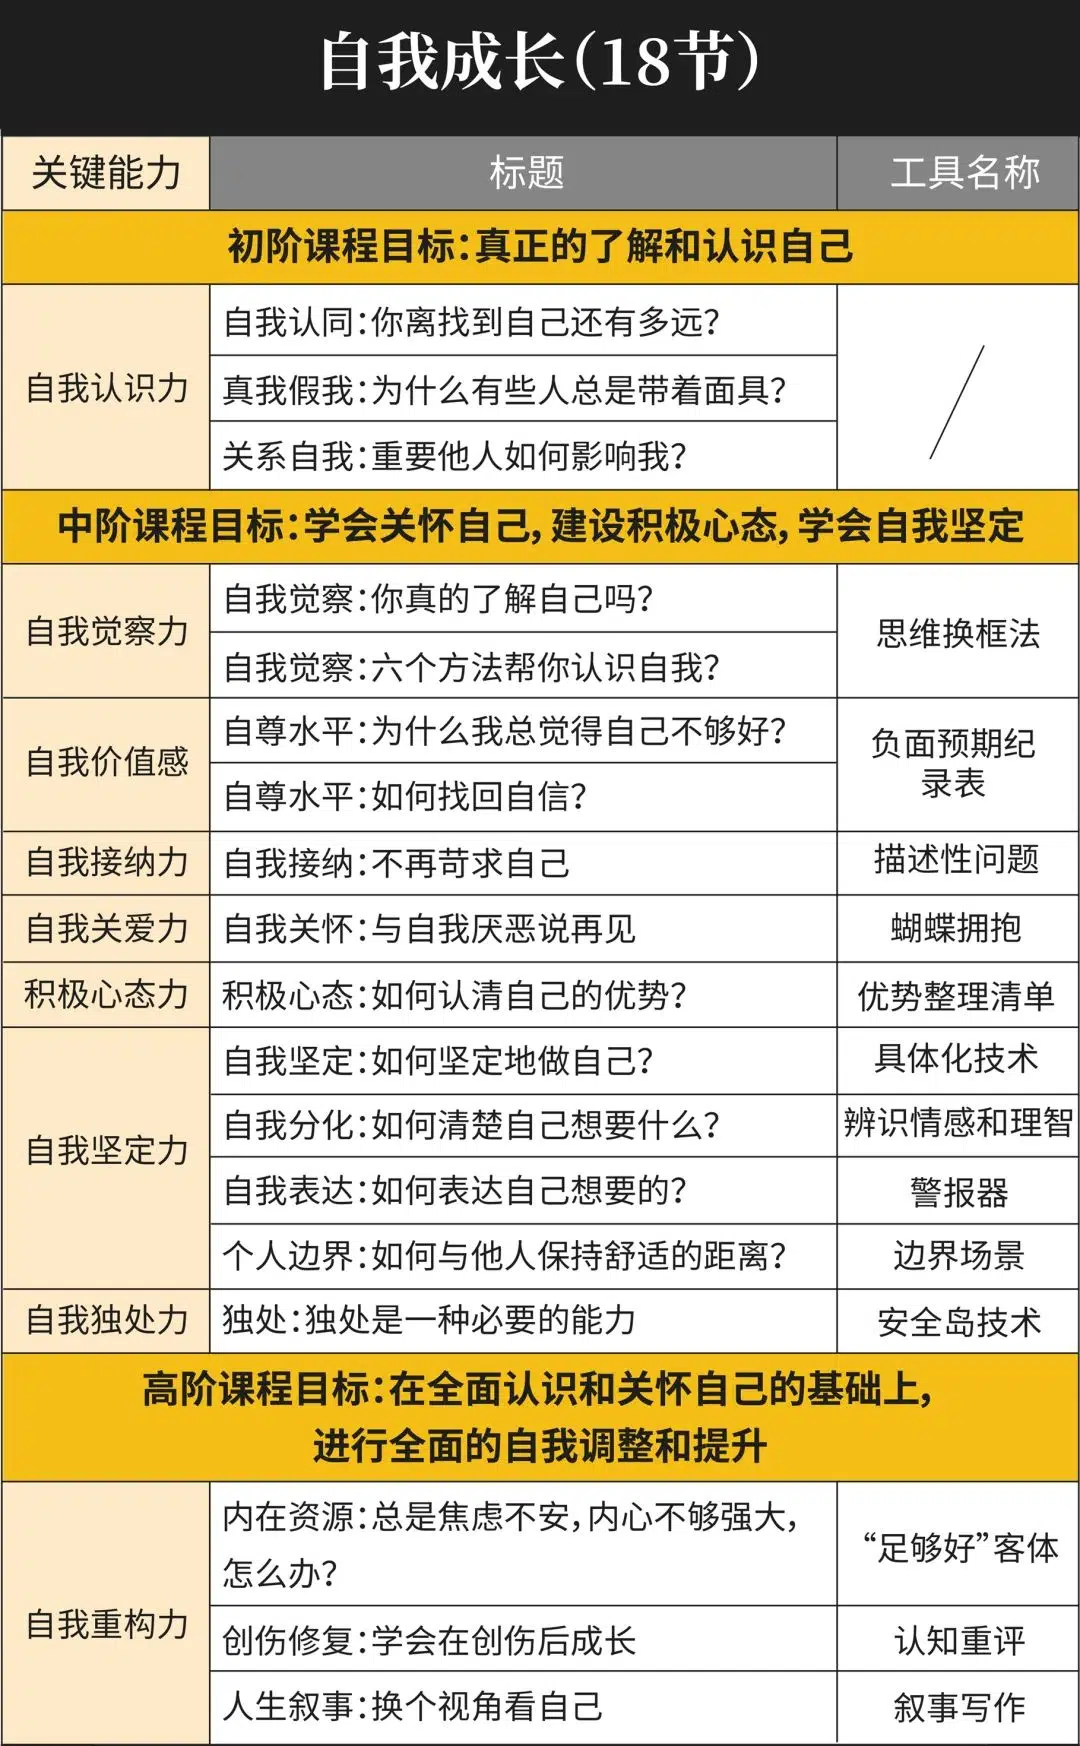 自我成长(18节)
关键能力 标题 工具名称
初阶课程目标:真正的了解和认识自己
自我认识力
自我认同:你离找到自己还有多远?
真我假我:为什么有些人总是带着面具?
关系自我:重要他人如何影响我?
中阶课程目标:学会关怀自己,建设积极心态,学会自我坚定
自我觉察力
自我觉察:你真的了解自己吗?
自我觉察:六个方法帮你认识自我?
思维换框法
自我价值感
自尊水平:为什么我总觉得自己不够好?
自尊水平:如何找回自信?
负面预期纪
录表
自我接纳力 自我接纳:不再苛求自己 描述性问题
自我关爱力 自我关怀:与自我厌恶说再见 蝴蝶拥抱
积极心态力 积极心态:如何认清自己的优势? 优势整理清单
自我坚定力
自我坚定:如何坚定地做自己? 具体化技术
自我分化:如何清楚自己想要什么? 辨识情感和理智
自我表达:如何表达自己想要的? 警报器
个人边界:如何与他人保持舒适的距离? 边界场景
自我独处力 独处:独处是一种必要的能力 安全岛技术
高阶课程目标:在全面认识和关怀自己的基础上,
进行全面的自我调整和提升
自我重构力
内在资源:总是焦虑不安,内心不够强大,
怎么办?
“足够好”客体
创伤修复:学会在创伤后成长 认知重评
人生叙事:换个视角看自己 叙事写作